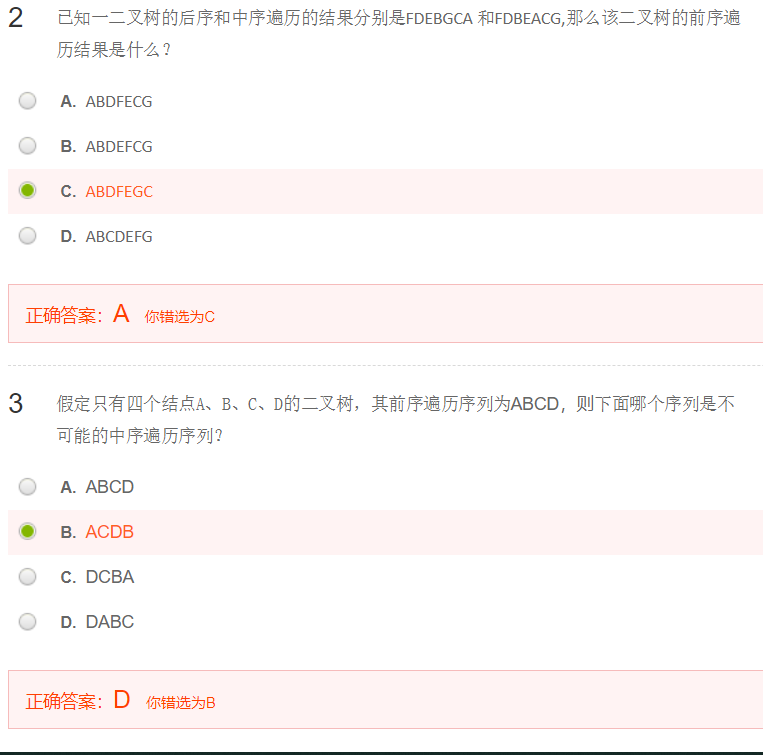 2 已知一二叉树的后序和中序遍历的结果分别是FDEBGCA 和FDBEACG,那么该二叉树的前序遍
历结果是什么？
A. ABDFECG
B. ABDEFCG
C. ABDFEGC
D. ABCDEFG
正确答案： A 你错选为C
3 假定只有四个结点A、B、C、D的二叉树，其前序遍历序列为ABCD，则下面哪个序列是不
可能的中序遍历序列？
A. ABCD
B. ACDB
C. DCBA
D. DABC
正确答案： D 你错选为B